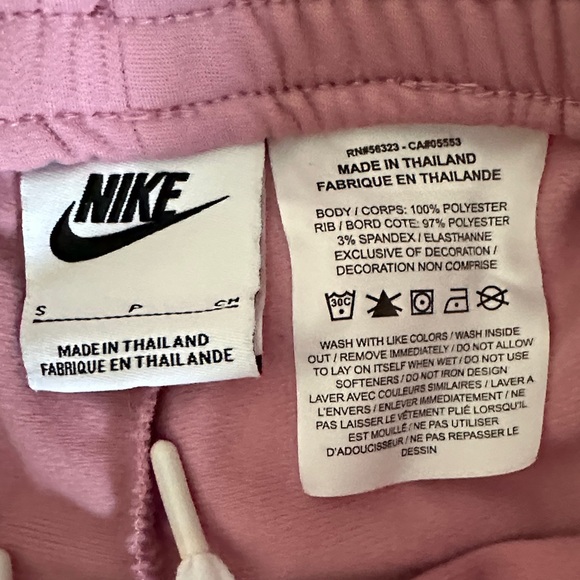 NIKE
S P CH
MADE IN THAILAND
FABRIQUE EN THAILANDE
RN#56323 - CA#05553
MADE IN THAILAND
FABRIQUE EN THAILANDE
BODY / CORPS: 100% POLYESTER
RIB / BORD COTE: 97% POLYESTER
3% SPANDEX / ELASTHANNE
EXCLUSIVE OF DECORATION /
DECORATION NON COMPRISE
30C
WASH WITH LIKE COLORS / WASH INSIDE
OUT / REMOVE IMMEDIATELY / DO NOT ALLOW
TO LAY ON ITSELF WHEN WET / DO NOT USE
SOFTENERS / DO NOT IRON DESIGN
LAVER AVEC COULEURS SIMILAIRES / LAVER A
L'ENVERS / ENLEVER IMMÉDIATEMENT / NE
PAS LAISSER LE VÊTEMENT PLIÉ LORSQU'IL
EST MOUILLÉ / NE PAS UTILISER
D'ADOUCISSEUR / NE PAS REPASSER LE
DESSIN